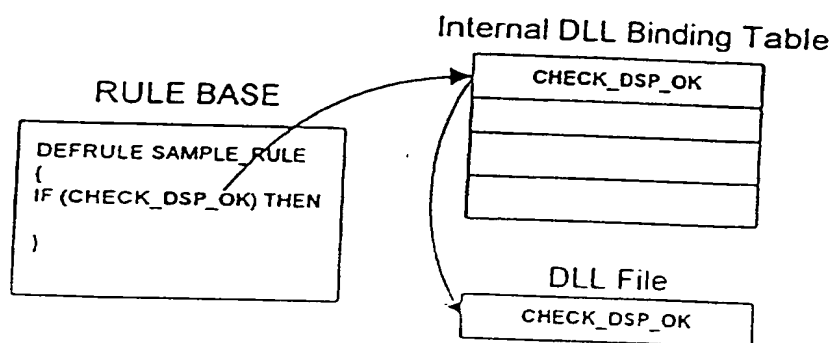 Internal DLL Binding Table
CHECK_DSP_OK
RULE BASE
DEFRULE SAMPLE_RULE
{
IF (CHECK_DSP_OK) THEN
}
DLL File
CHECK_DSP_OK